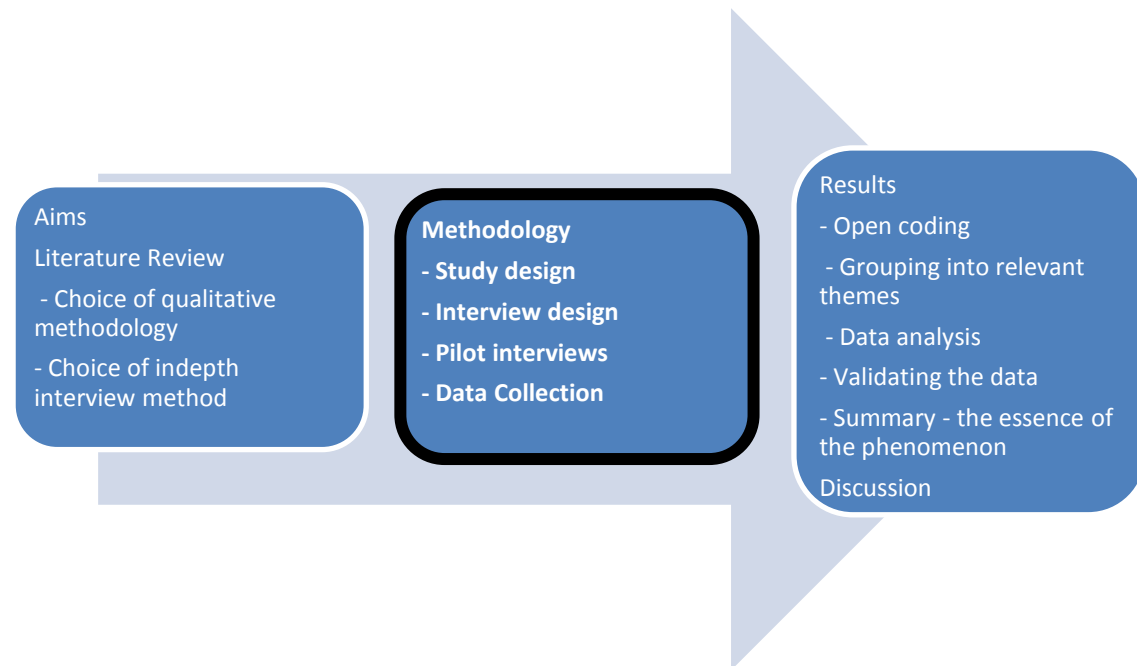 Aims
Literature Review
- Choice of qualitative
methodology
- Choice of indepth
interview method
Methodology
- Study design
- Interview design
- Pilot interviews
- Data Collection
Results
- Open coding
- Grouping into relevant
themes
- Data analysis
- Validating the data
- Summary - the essence of
the phenomenon
Discussion